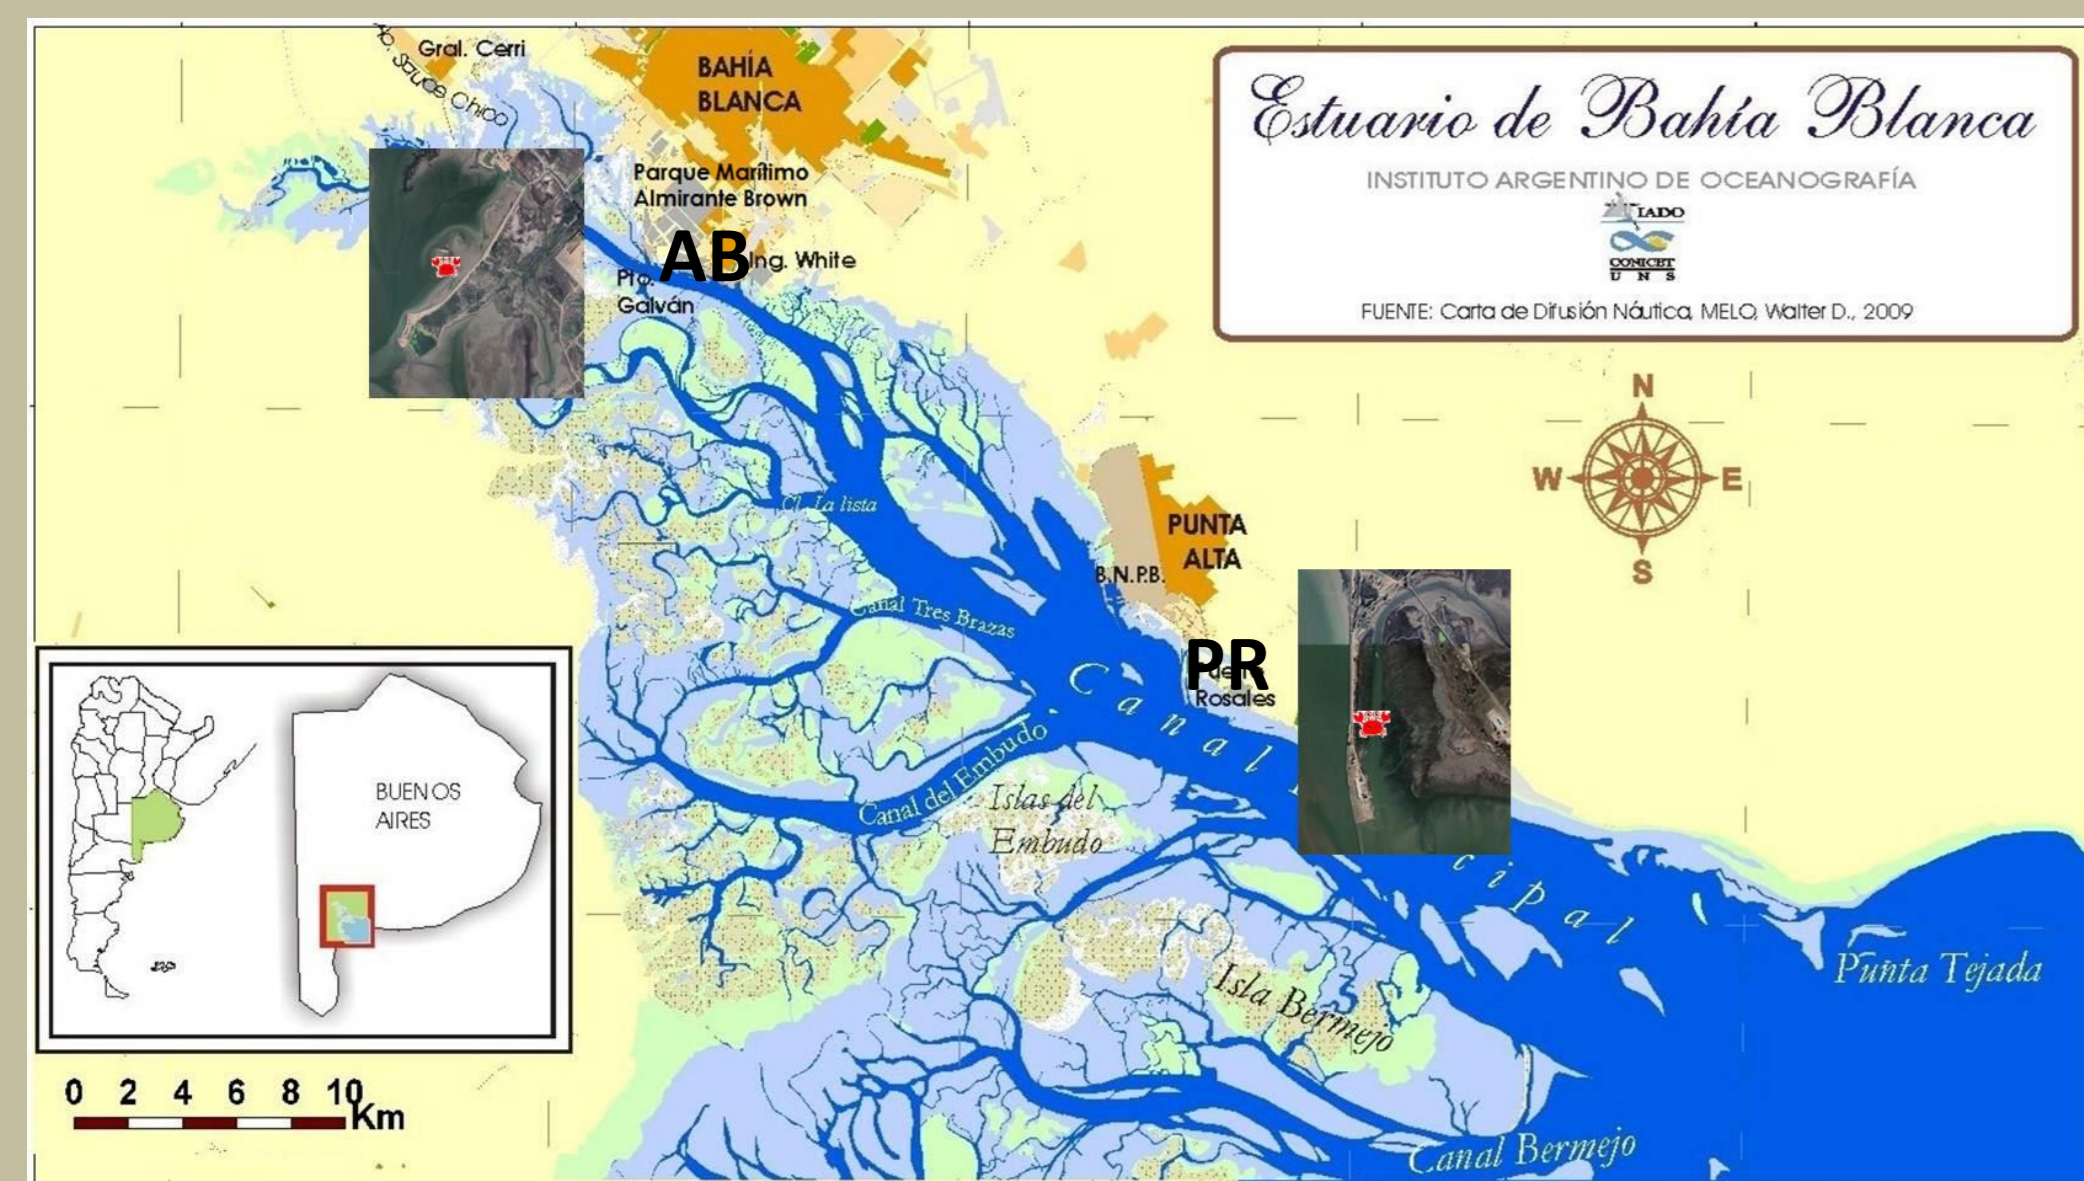 Gral. Cerri
Ao. Sauce Chico
BAHÍA
BLANCA
Parque Marítimo
Almirante Brown
AB
Ing. White
Pto.
Galván
Estuario de Bahía Blanca
INSTITUTO ARGENTINO DE OCEANOGRAFÍA
IADO
CONICET
U N S
FUENTE: Carta de Difusión Náutica, MELO, Walter D., 2009
N
W
E
S
Cl. La lista
PUNTA
ALTA
B.N.P.B.
Canal Tres Brazas
PR
Rosales
Canal
cipal
Canal del Embudo
Islas del
Embudo
Isla Bermejo
Punta Tejada
Canal Bermejo
BUENOS
AIRES
0 2 4 6 8 10
Km